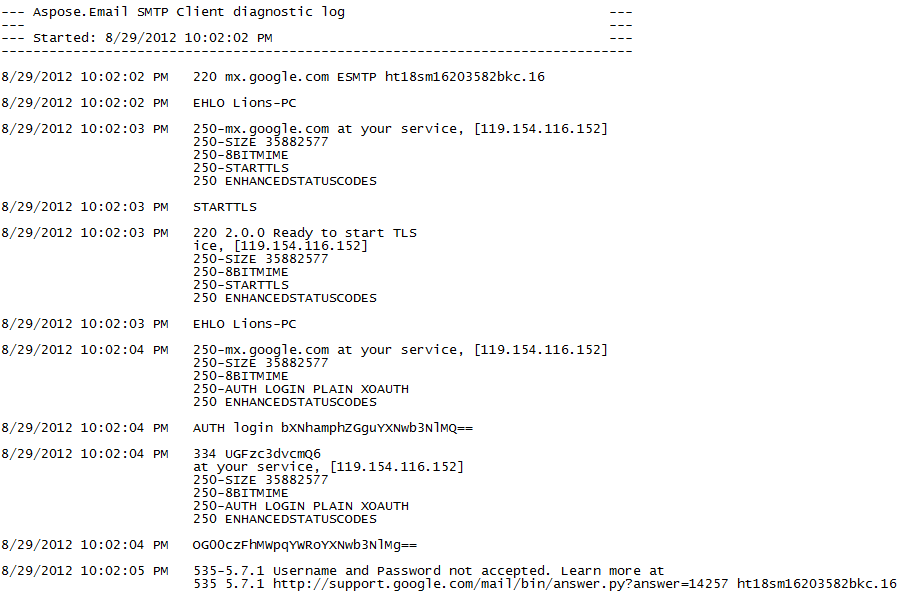 --- Aspose.Email SMTP Client diagnostic log ---
--- ---
--- Started: 8/29/2012 10:02:02 PM ---
-------------------------------------------------------------------------------
8/29/2012 10:02:02 PM 220 mx.google.com ESMTP ht18sm16203582bkc.16
8/29/2012 10:02:02 PM EHLO Lions-PC
8/29/2012 10:02:03 PM 250-mx.google.com at your service, [119.154.116.152]
250-SIZE 35882577
250-8BITMIME
250-STARTTLS
250 ENHANCEDSTATUSCODES
8/29/2012 10:02:03 PM STARTTLS
8/29/2012 10:02:03 PM 220 2.0.0 Ready to start TLS
ice, [119.154.116.152]
250-SIZE 35882577
250-8BITMIME
250-STARTTLS
250 ENHANCEDSTATUSCODES
8/29/2012 10:02:03 PM EHLO Lions-PC
8/29/2012 10:02:04 PM 250-mx.google.com at your service, [119.154.116.152]
250-SIZE 35882577
250-8BITMIME
250-AUTH LOGIN PLAIN XOAUTH
250 ENHANCEDSTATUSCODES
8/29/2012 10:02:04 PM AUTH login bXNhamphZGguYXNwb3NlMQ==
8/29/2012 10:02:04 PM 334 UGFzc3dvcmQ6
at your service, [119.154.116.152]
250-SIZE 35882577
250-8BITMIME
250-AUTH LOGIN PLAIN XOAUTH
250 ENHANCEDSTATUSCODES
8/29/2012 10:02:04 PM OG00czFhMWpqYWRoYXNwb3NlMg==
8/29/2012 10:02:05 PM 535-5.7.1 Username and Password not accepted. Learn more at
535 5.7.1 http://support.google.com/mail/bin/answer.py?answer=14257 ht18sm16203582bkc.16